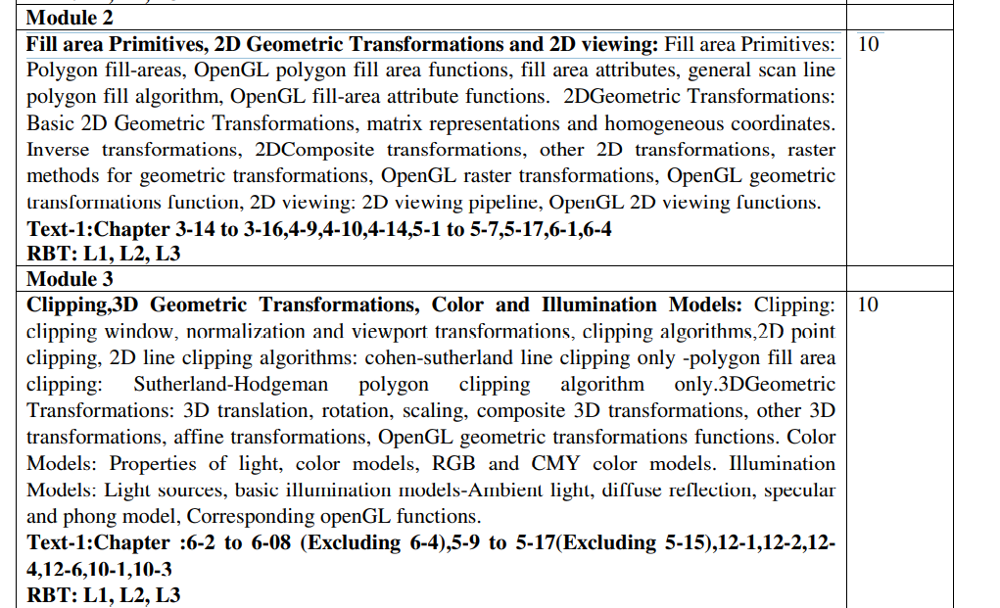 Module 2
Fill area Primitives, 2D Geometric Transformations and 2D viewing: Fill area Primitives: 10
Polygon fill-areas, OpenGL polygon fill area functions, fill area attributes, general scan line
polygon fill algorithm, OpenGL fill-area attribute functions. 2DGeometric Transformations:
Basic 2D Geometric Transformations, matrix representations and homogeneous coordinates.
Inverse transformations, 2DComposite transformations, other 2D transformations, raster
methods for geometric transformations, OpenGL raster transformations, OpenGL geometric
transformations function, 2D viewing: 2D viewing pipeline, OpenGL 2D viewing functions.
Text-1:Chapter 3-14 to 3-16,4-9,4-10,4-14,5-1 to 5-7,5-17,6-1,6-4
RBT: L1, L2, L3
Module 3
Clipping,3D Geometric Transformations, Color and Illumination Models: Clipping: 10
clipping window, normalization and viewport transformations, clipping algorithms,2D point
clipping, 2D line clipping algorithms: cohen-sutherland line clipping only -polygon fill area
clipping: Sutherland-Hodgeman polygon clipping algorithm only.3DGeometric
Transformations: 3D translation, rotation, scaling, composite 3D transformations, other 3D
transformations, affine transformations, OpenGL geometric transformations functions. Color
Models: Properties of light, color models, RGB and CMY color models. Illumination
Models: Light sources, basic illumination models-Ambient light, diffuse reflection, specular
and phong model, Corresponding openGL functions.
Text-1:Chapter :6-2 to 6-08 (Excluding 6-4),5-9 to 5-17(Excluding 5-15),12-1,12-2,12-
4,12-6,10-1,10-3
RBT: L1, L2, L3